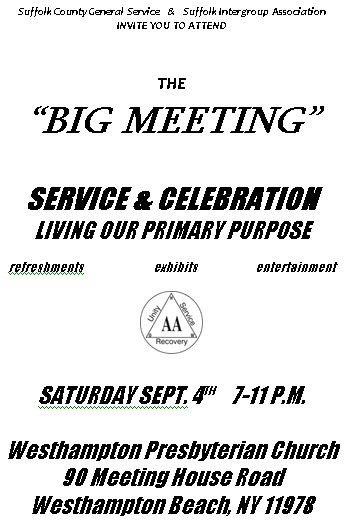 Suffolk County General Service & Suffolk Intergroup Association
INVITE YOU TO ATTEND
THE
“BIG MEETING”
SERVICE & CELEBRATION
LIVING OUR PRIMARY PURPOSE
refreshments exhibits entertainment
Unity Service
AA
Recovery
SATURDAY SEPT. 4TH 7-11 P.M.
Westhampton Presbyterian Church
90 Meeting House Road
Westhampton Beach, NY 11978